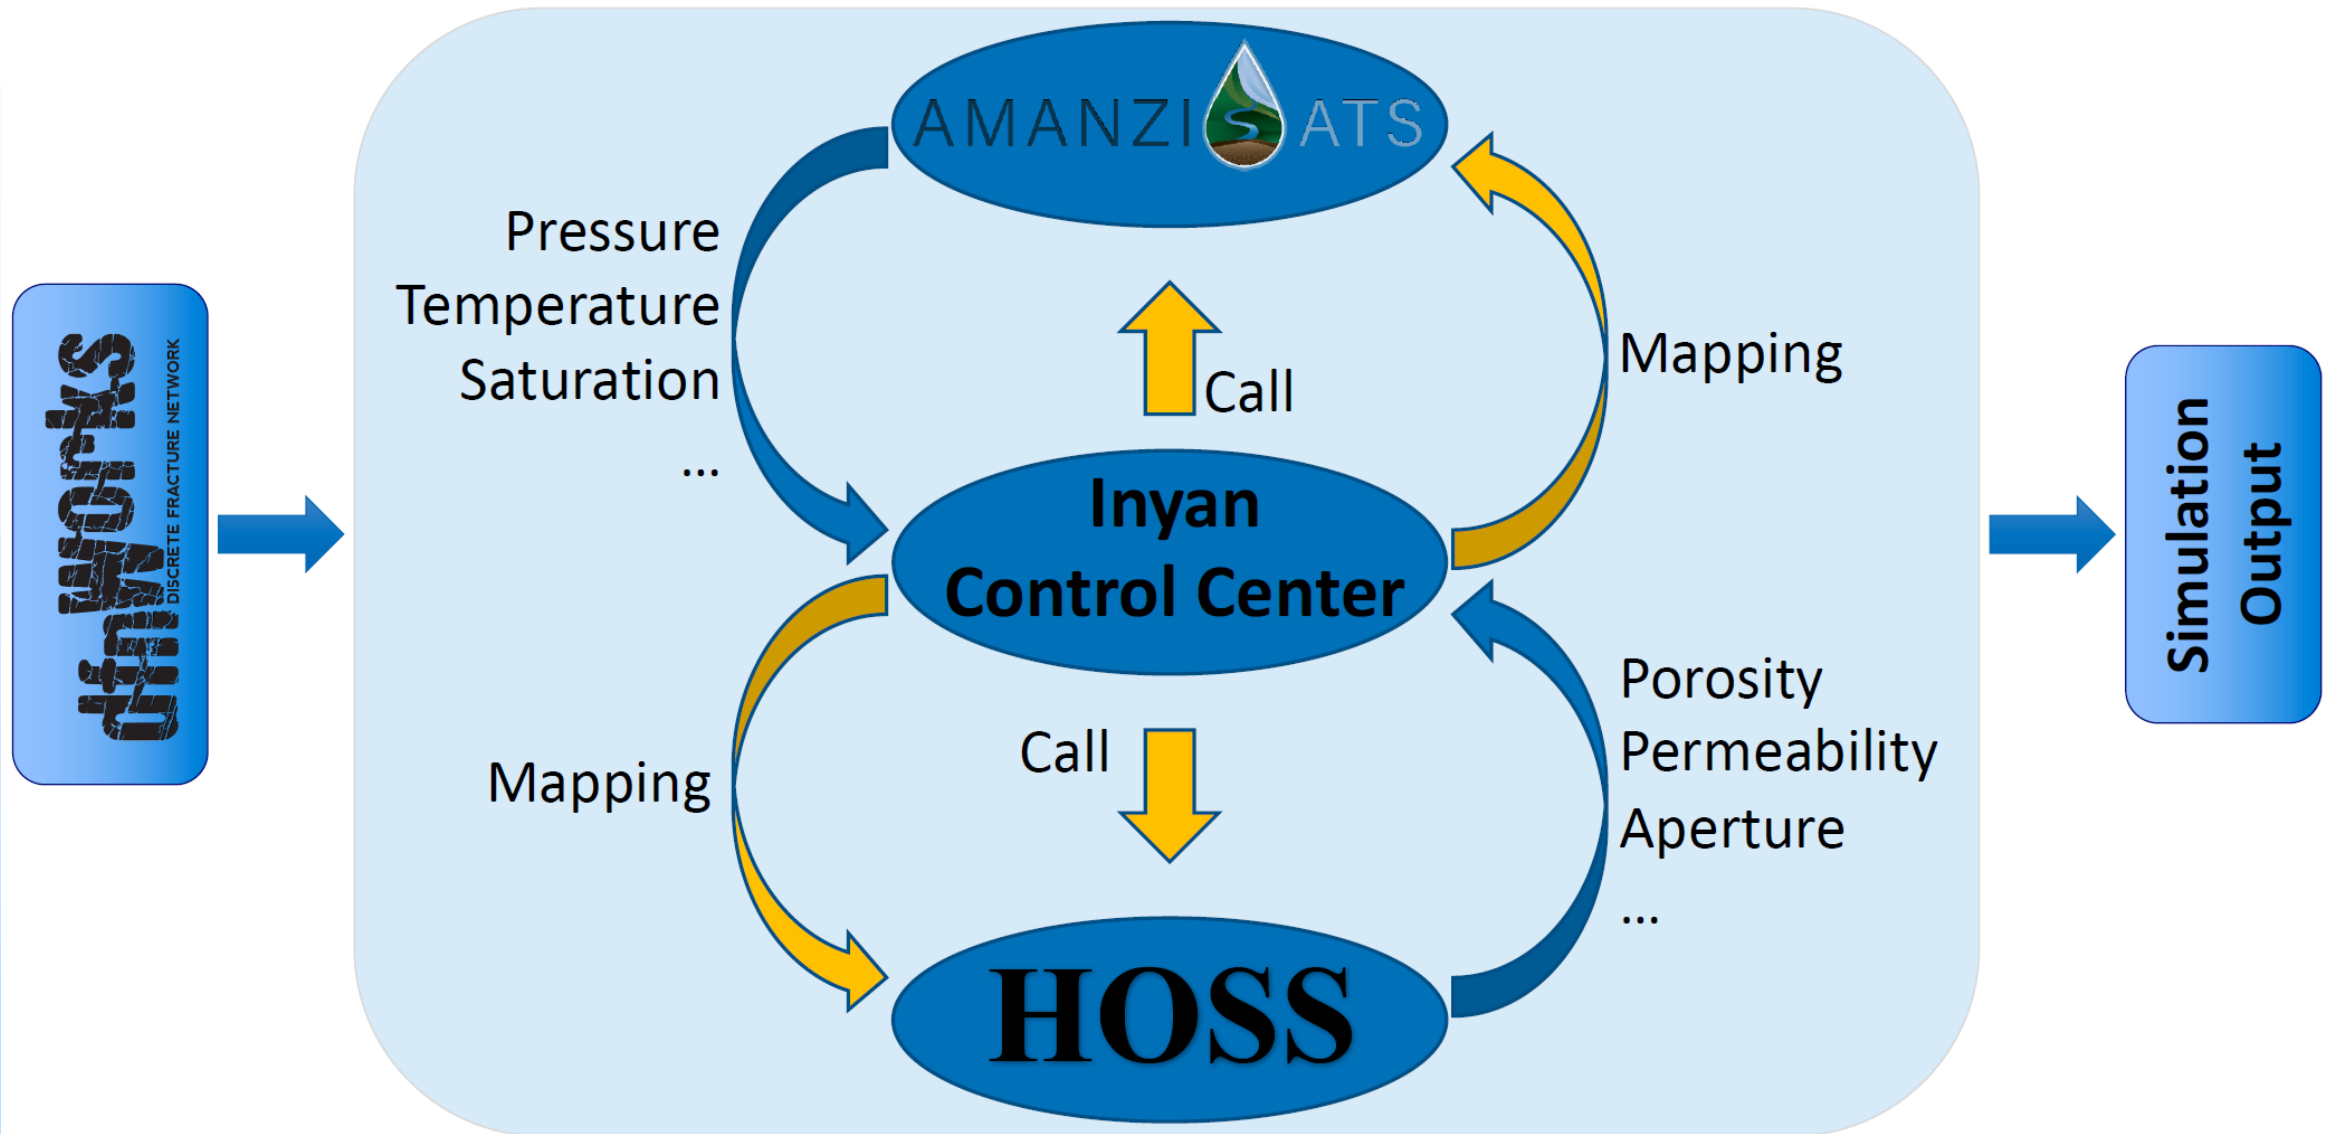 dfnWorks
DISCRETE FRACTURE NETWORK
AMANZI ATS
Pressure
Temperature
Saturation
...
Call
Mapping
Inyan
Control Center
Mapping
Call
Porosity
Permeability
Aperture
...
HOSS
Simulation
Output